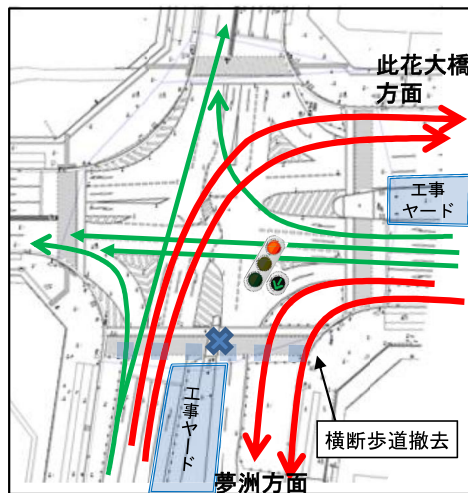 此花大橋
方面
工事
ヤード
工事ヤード
横断歩道撤去
夢洲方面